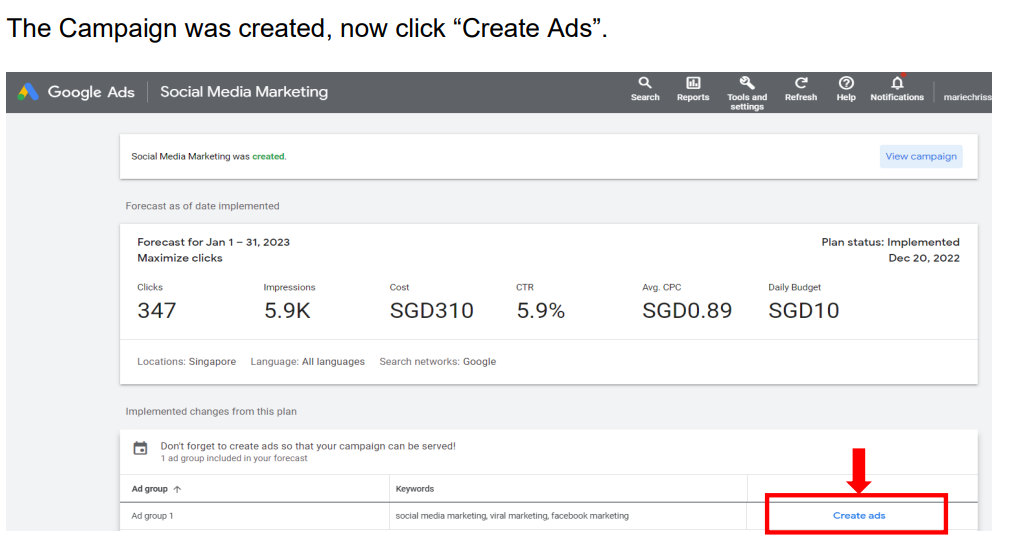 The Campaign was created, now click “Create Ads”.
Google Ads Social Media Marketing
Search Reports Tools and settings Refresh Help Notifications mariechriss
Social Media Marketing was created.
View campaign
Forecast as of date implemented
Forecast for Jan 1 – 31, 2023
Plan status: Implemented
Maximize clicks
Dec 20, 2022
Clicks Impressions Cost CTR Avg. CPC Daily Budget
347 5.9K SGD310 5.9% SGD0.89 SGD10
Locations: Singapore Language: All languages Search networks: Google
Implemented changes from this plan
Don't forget to create ads so that your campaign can be served!
1 ad group included in your forecast
Ad group ↑ Keywords
Ad group 1 social media marketing, viral marketing, facebook marketing Create ads